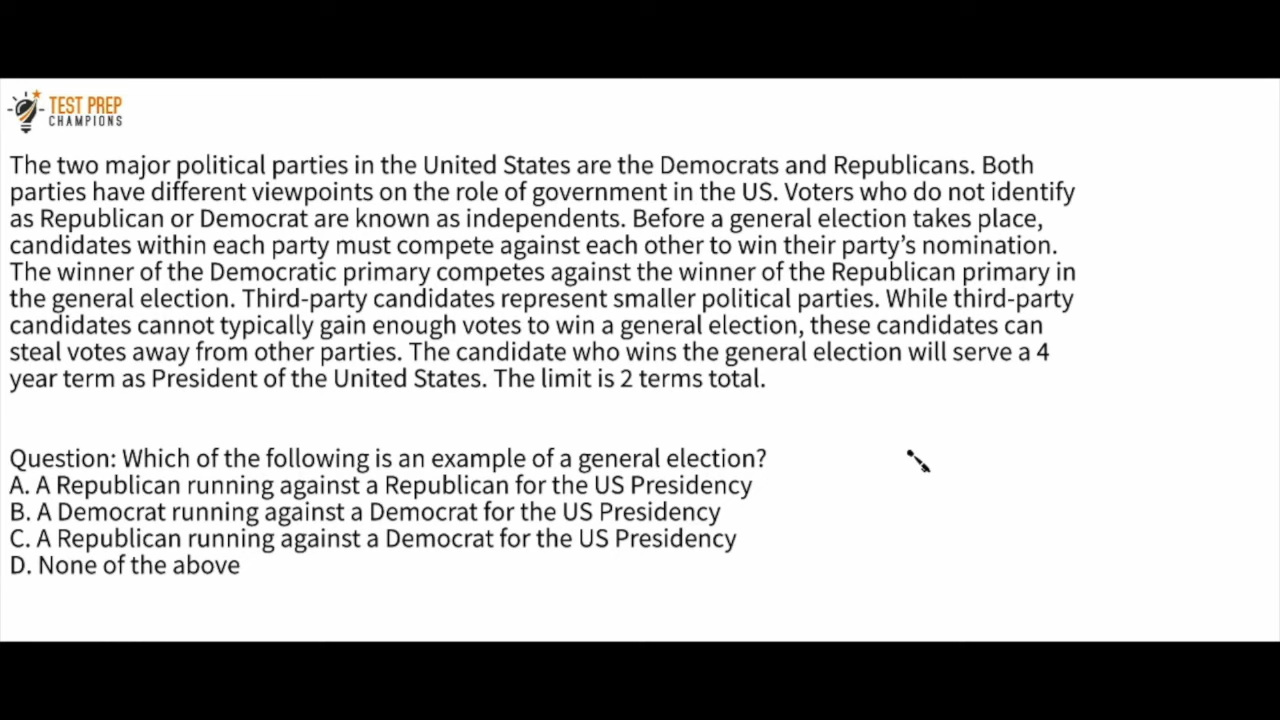 TEST PREP
CHAMPIONS
The two major political parties in the United States are the Democrats and Republicans. Both
parties have different viewpoints on the role of government in the US. Voters who do not identify
as Republican or Democrat are known as independents. Before a general election takes place,
candidates within each party must compete against each other to win their party’s nomination.
The winner of the Democratic primary competes against the winner of the Republican primary in
the general election. Third-party candidates represent smaller political parties. While third-party
candidates cannot typically gain enough votes to win a general election, these candidates can
steal votes away from other parties. The candidate who wins the general election will serve a 4
year term as President of the United States. The limit is 2 terms total.
Question: Which of the following is an example of a general election?
A. A Republican running against a Republican for the US Presidency
B. A Democrat running against a Democrat for the US Presidency
C. A Republican running against a Democrat for the US Presidency
D. None of the above